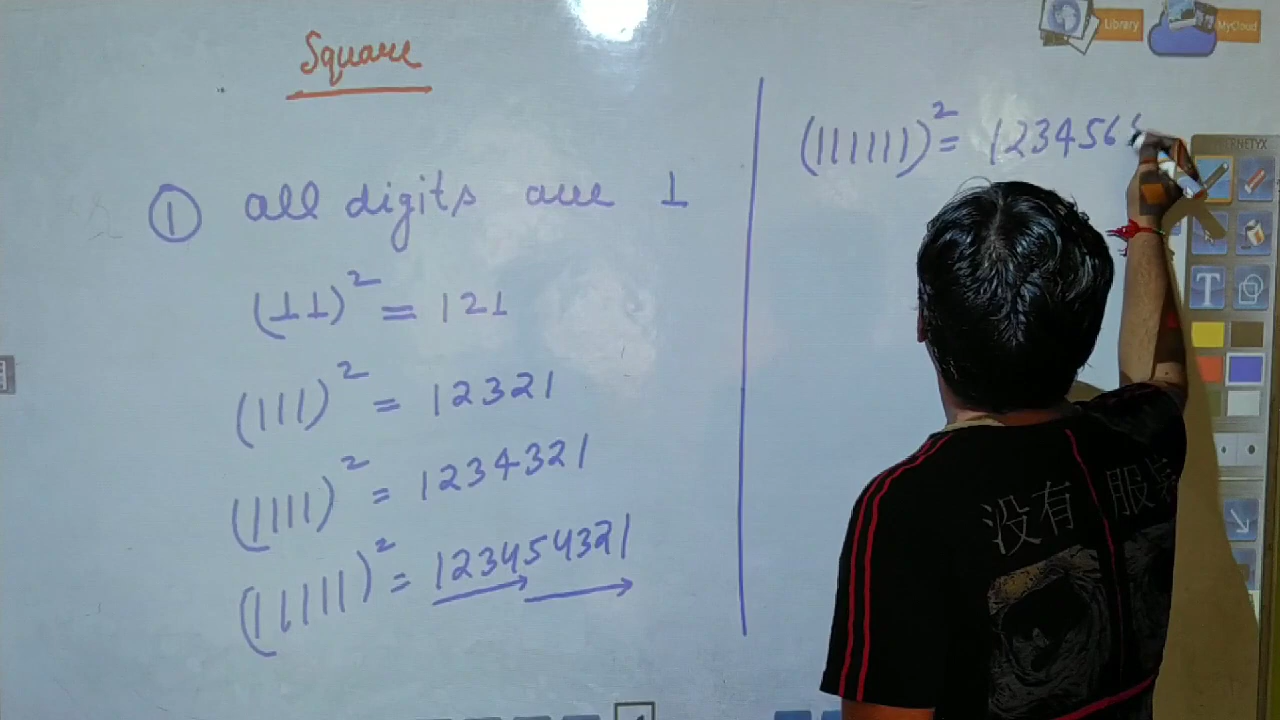 Square
① all digits are 1
(11)² = 121
(111)² = 12321
(1111)² = 1234321
(11111)² = 123454321
(111111)² = 123456
Library
MyCloud
T
没有